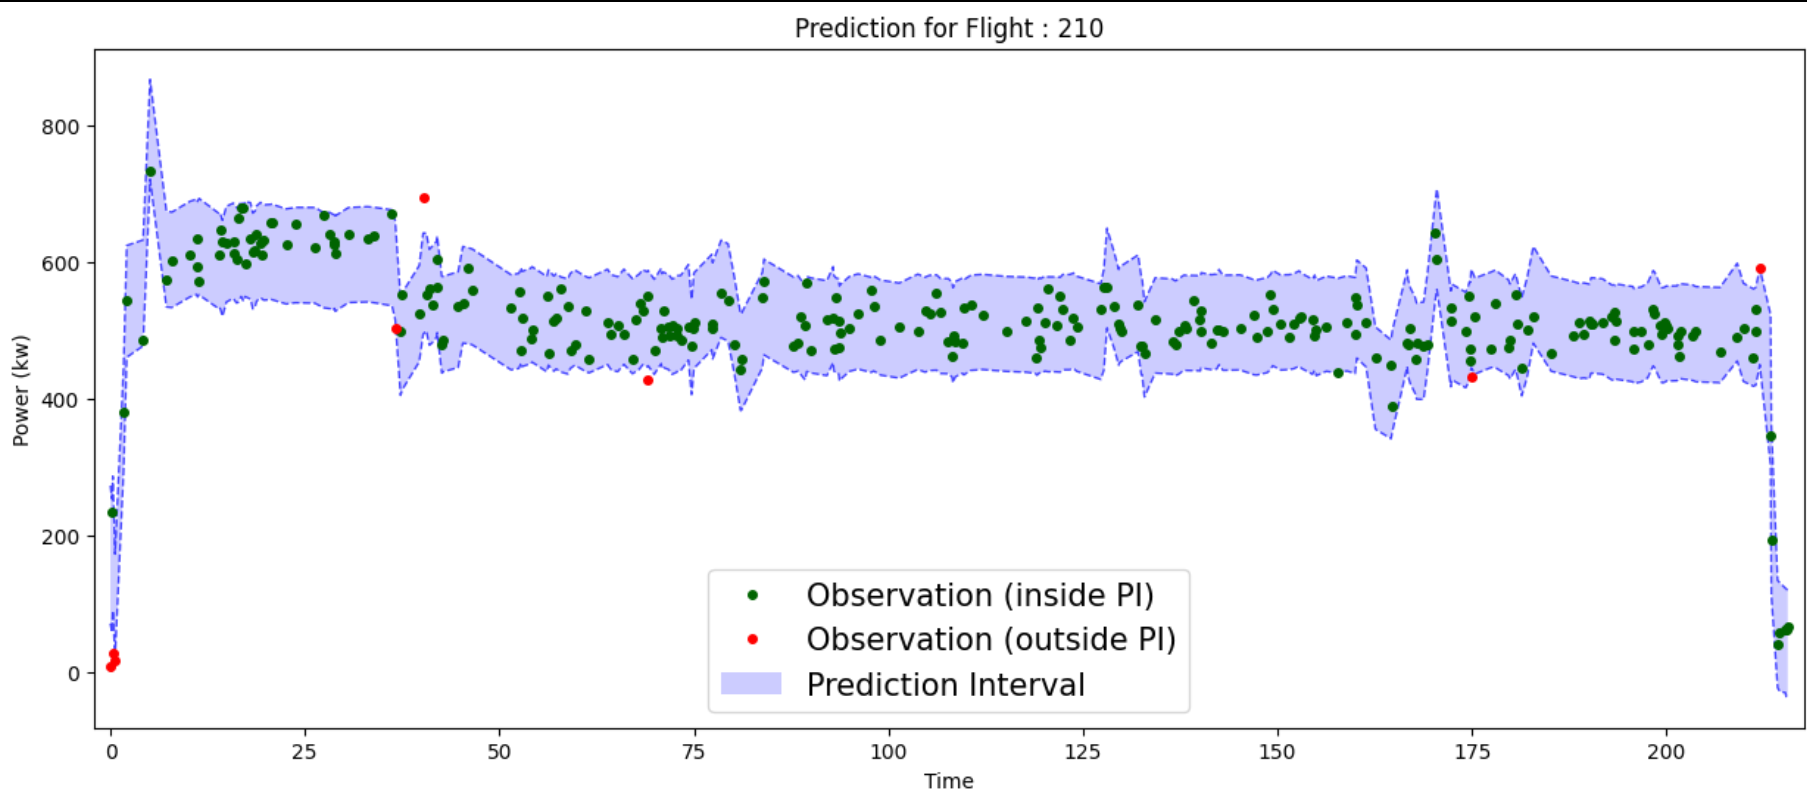 Prediction for Flight : 210
800
600
400
200
0
Power (kw)
0 25 50 75 100 125 150 175 200
Time
Observation (inside PI)
Observation (outside PI)
Prediction Interval